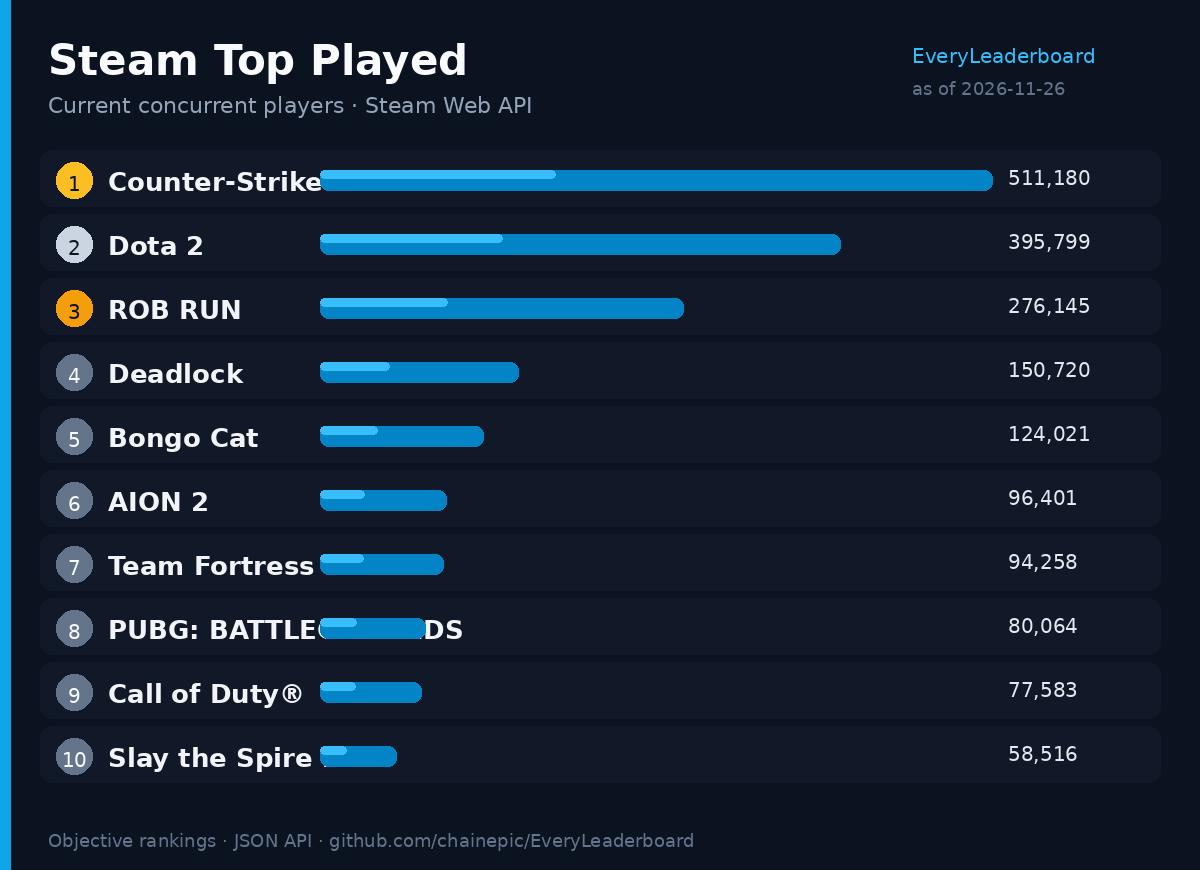 Steam Top Played
EveryLeaderboard
Current concurrent players · Steam Web API
as of 2026-11-26
1 Counter-Strike 511,180
2 Dota 2 395,799
3 ROB RUN 276,145
4 Deadlock 150,720
5 Bongo Cat 124,021
6 AION 2 96,401
7 Team Fortress 94,258
8 PUBG: 80,064
9 Call of Duty® 77,583
10 Slay the Spire 58,516
Objective rankings · JSON API · github.com/chainepic/EveryLeaderboard